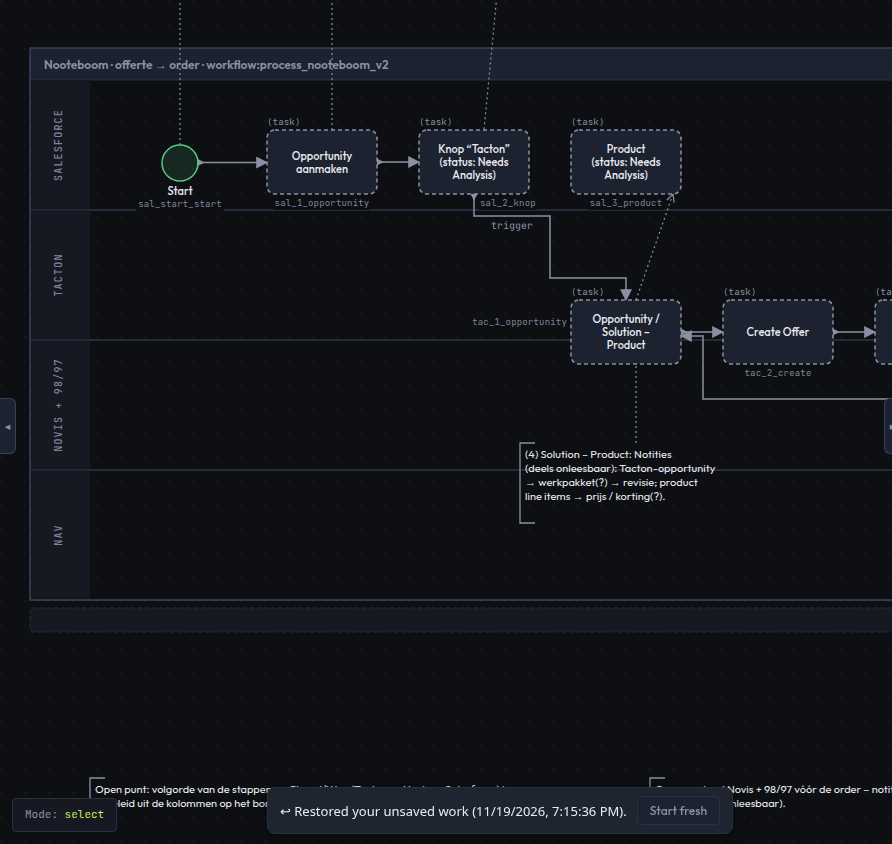 Nooteboom · offerte → order · workflow:process_nooteboom_v2
SALESFORCE
(task)
(task)
(task)
Opportunity
aanmaken
Knop “Tacton”
(status: Needs
Analysis)
Product
(status: Needs
Analysis)
Start
sal_start_start
sal_1_opportunity
sal_2_knop
sal_3_product
trigger
TACTON
(task)
(task)
(ta
tac_1_opportunity
Opportunity /
Solution –
Product
Create Offer
tac_2_create
NOVIS + 98/97
◂
(4) Solution – Product: Notities
(deels onleesbaar): Tacton-opportunity
→ werkpakket(?) → revisie; product
line items → prijs / korting(?).
NAV
Open punt: volgorde van de stappen
Novis + 98/97 vóór de order – notit
leid uit de kolommen op het bor
nleesbaar).
Mode: select
↩ Restored your unsaved work (11/19/2026, 7:15:36 PM).
Start fresh